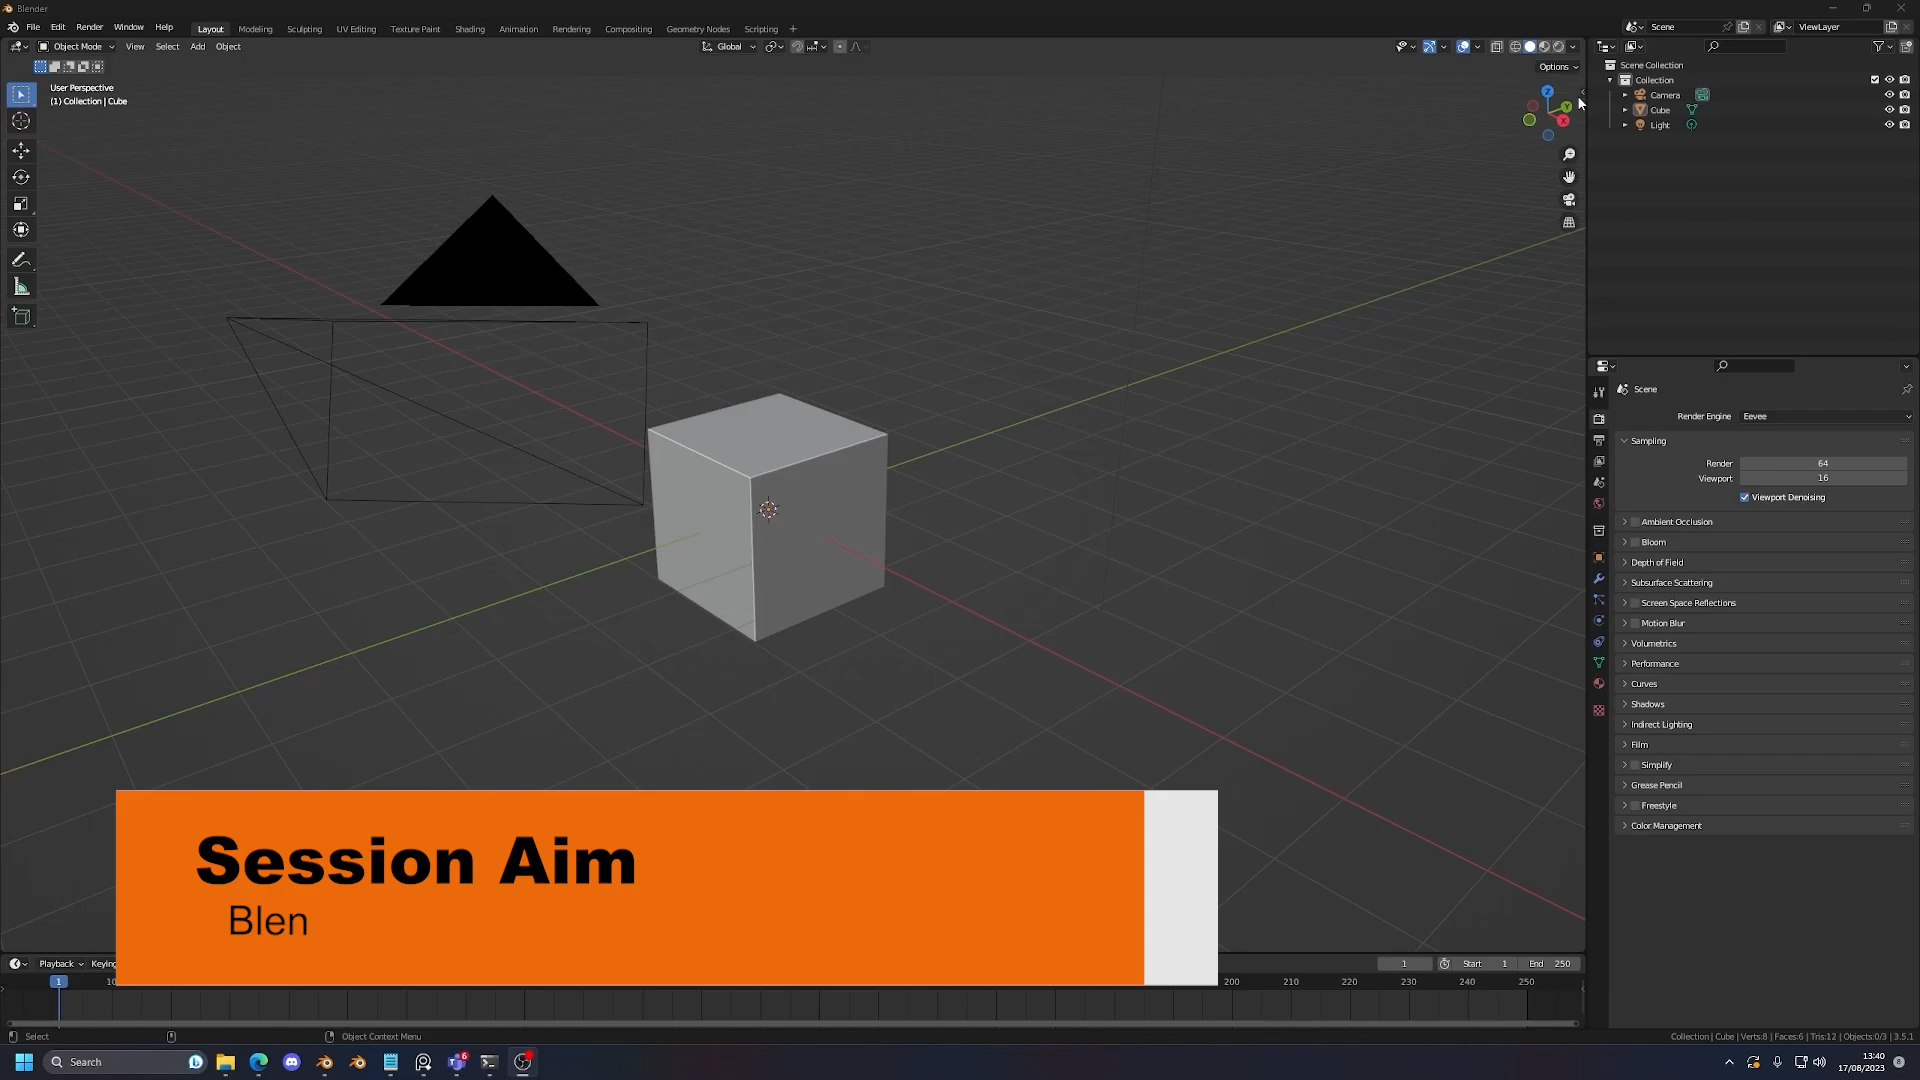 Blender
File Edit Render Window Help Layout Modeling Sculpting UV Editing Texture Paint Shading Animation Rendering Compositing Geometry Nodes Scripting + Scene ViewLayer
Object Mode View Select Add Object Global
Options
User Perspective
(1) Collection | Cube
Z
Y
X
Scene Collection
Collection
Camera
Cube
Light
Scene
Render Engine Eevee
Sampling
Render 64
Viewport 16
Viewport Denoising
Ambient Occlusion
Bloom
Depth of Field
Subsurface Scattering
Screen Space Reflections
Motion Blur
Volumetrics
Performance
Curves
Shadows
Indirect Lighting
Film
Simplify
Grease Pencil
Freestyle
Color Management
Session Aim
Blen
Playback Keying 1 Start 1 End 250
1 10 200 210 220 230 240 250
Select Object Context Menu Collection | Cube | Verts:8 | Faces:6 | Tris:12 | Objects:0/3 | 3.5.1
Search 6 13:40
17/08/2023 8